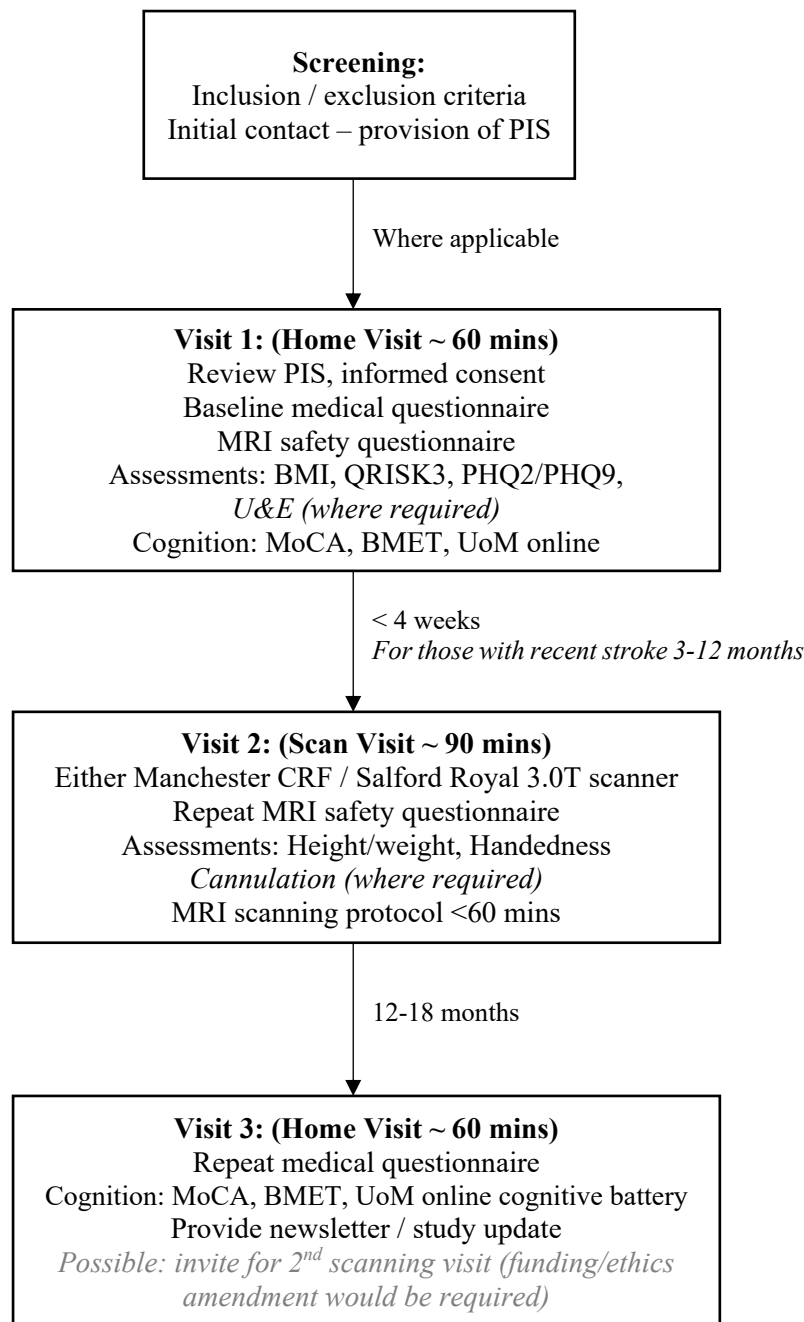 Screening:
Inclusion / exclusion criteria
Initial contact – provision of PIS
Where applicable
Visit 1: (Home Visit ~ 60 mins)
Review PIS, informed consent
Baseline medical questionnaire
MRI safety questionnaire
Assessments: BMI, QRISK3, PHQ2/PHQ9,
U&E (where required)
Cognition: MoCA, BMET, UoM online
< 4 weeks
For those with recent stroke 3-12 months
Visit 2: (Scan Visit ~ 90 mins)
Either Manchester CRF / Salford Royal 3.0T scanner
Repeat MRI safety questionnaire
Assessments: Height/weight, Handedness
Cannulation (where required)
MRI scanning protocol <60 mins
12-18 months
Visit 3: (Home Visit ~ 60 mins)
Repeat medical questionnaire
Cognition: MoCA, BMET, UoM online cognitive battery
Provide newsletter / study update
Possible: invite for 2nd scanning visit (funding/ethics
amendment would be required)